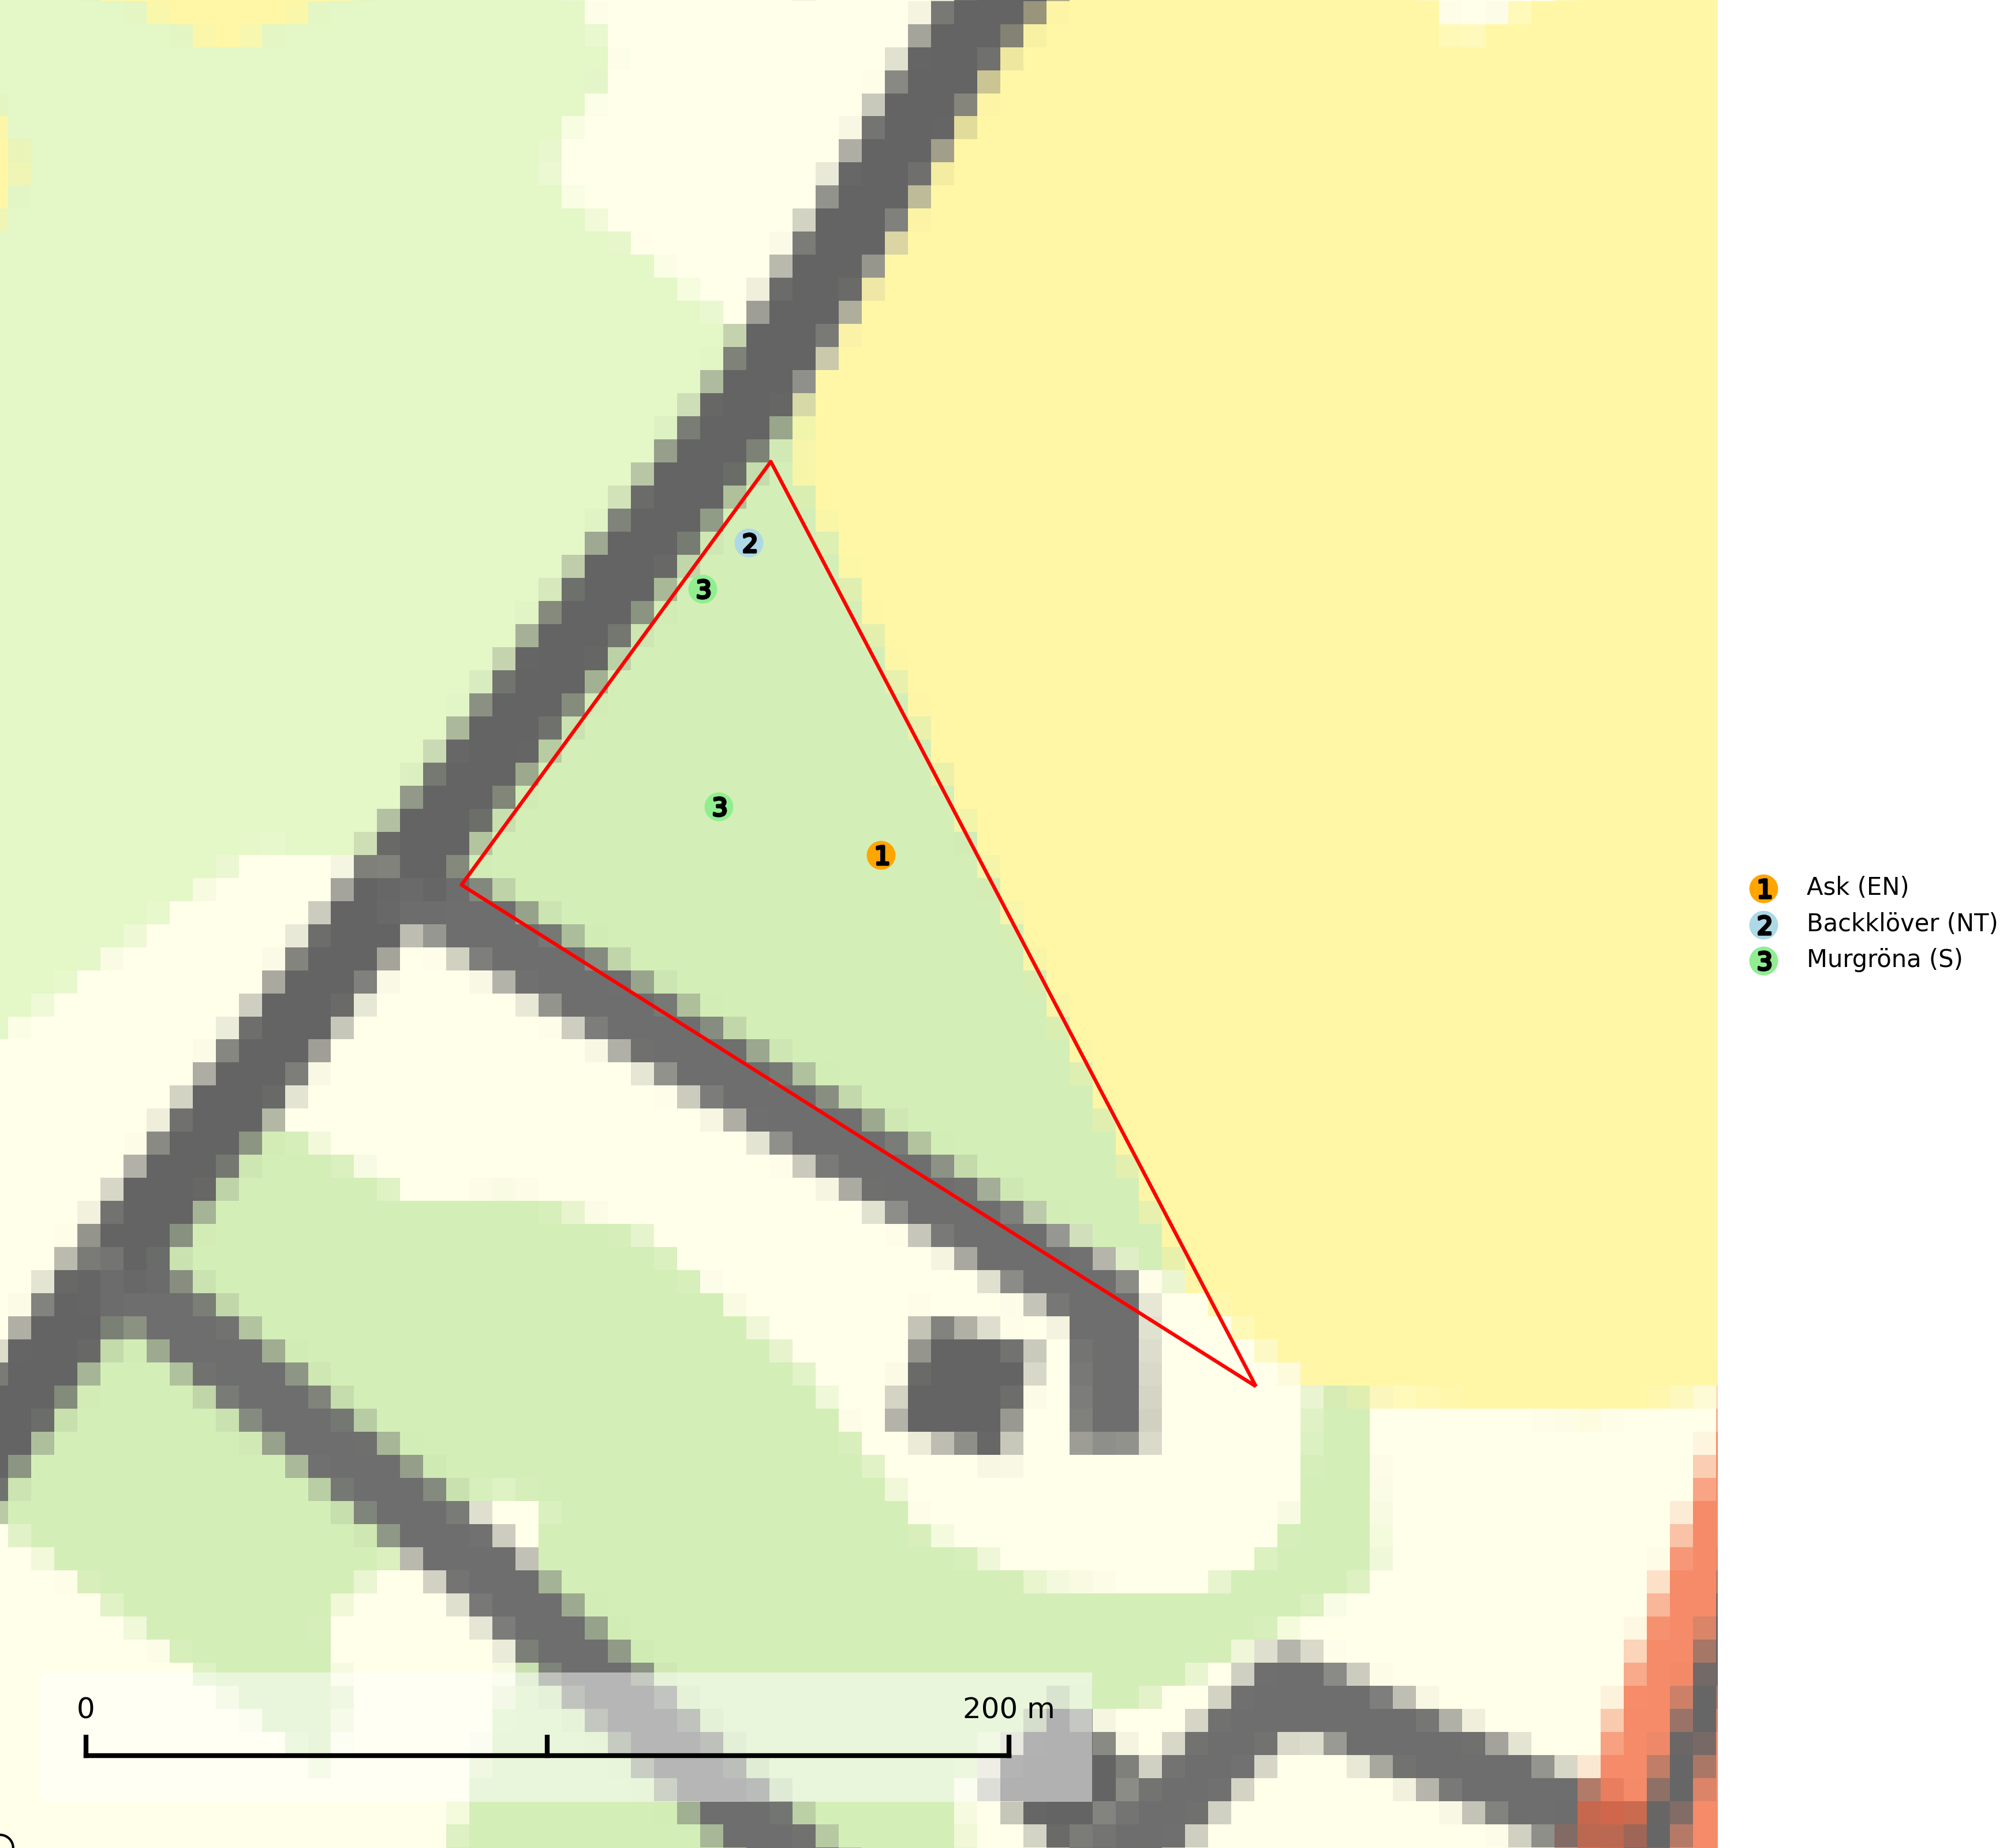 2
3
3
1
1 Ask (EN)
2 Backklöver (NT)
3 Murgröna (S)
0 200 m